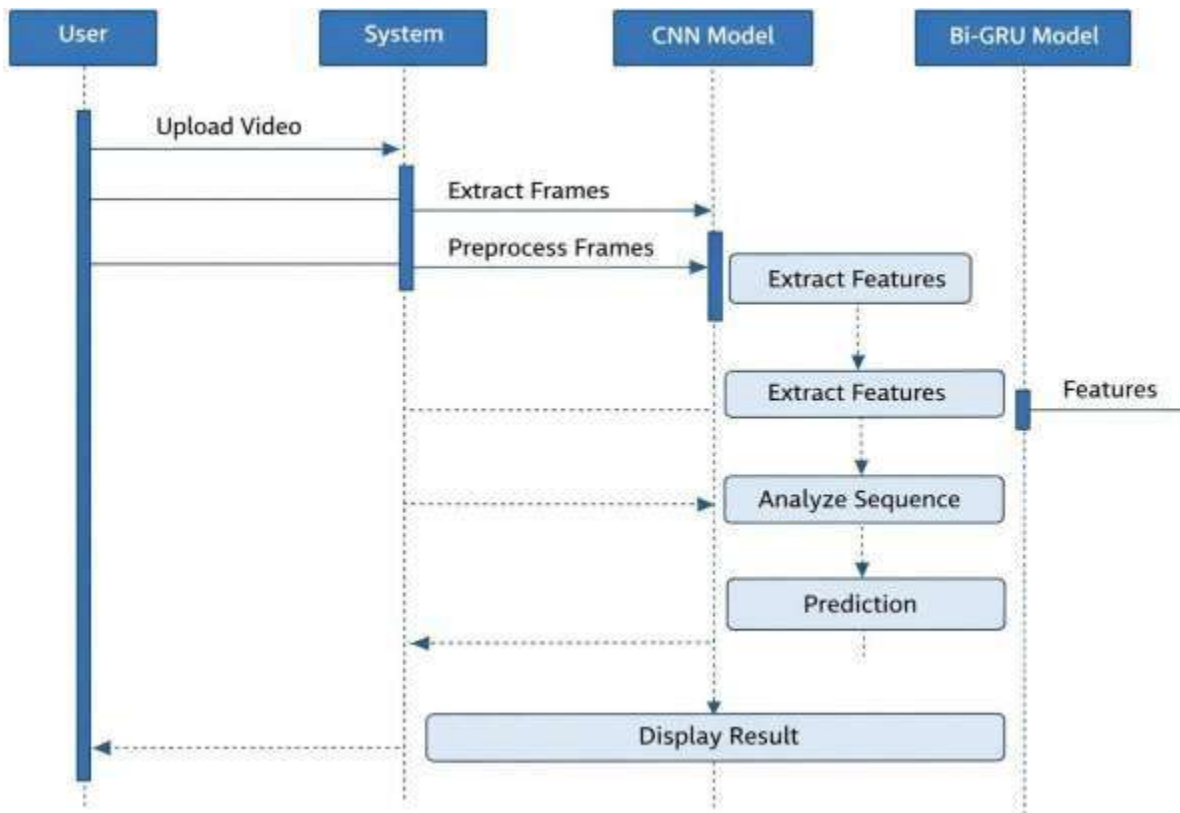 User
System
CNN Model
Bi-GRU Model
Upload Video
Extract Frames
Preprocess Frames
Extract Features
Extract Features
Features
Analyze Sequence
Prediction
Display Result